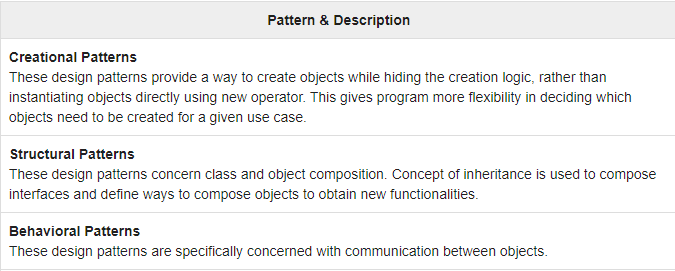 Pattern & Description
Creational Patterns
These design patterns provide a way to create objects while hiding the creation logic, rather than
instantiating objects directly using new operator. This gives program more flexibility in deciding which
objects need to be created for a given use case.
Structural Patterns
These design patterns concern class and object composition. Concept of inheritance is used to compose
interfaces and define ways to compose objects to obtain new functionalities.
Behavioral Patterns
These design patterns are specifically concerned with communication between objects.